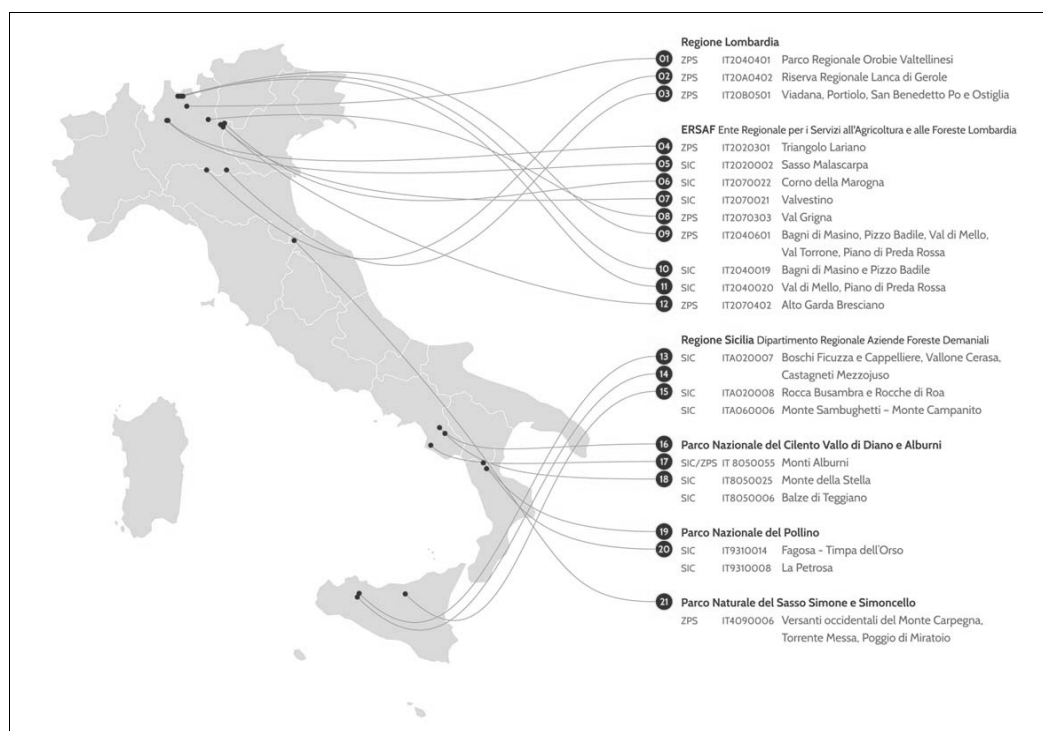 Regione Lombardia
01 ZPS IT2040401 Parco Regionale Orobie Valtellinesi
02 ZPS IT20A0402 Riserva Regionale Lanca di Gerole
03 ZPS IT20B0501 Viadana, Portiolo, San Benedetto Po e Ostiglia
ERSAF Ente Regionale per i Servizi all'Agricoltura e alle Foreste Lombardia
04 ZPS IT2020301 Triangolo Lariano
05 SIC IT2020002 Sasso Malascarpa
06 SIC IT2070022 Corno della Marogna
07 SIC IT2070021 Valvestino
08 ZPS IT2070303 Val Grigna
09 ZPS IT2040601 Bagni di Masino, Pizzo Badile, Val di Mello,
Val Torrone, Piano di Preda Rossa
10 SIC IT2040019 Bagni di Masino e Pizzo Badile
11 SIC IT2040020 Val di Mello, Piano di Preda Rossa
12 ZPS IT2070402 Alto Garda Bresciano
Regione Sicilia Dipartimento Regionale Aziende Foreste Demaniali
13 SIC ITA020007 Boschi Ficuzza e Cappelliere, Vallone Cerasa,
14 Castagneti Mezzojuso
15 SIC ITA020008 Rocca Busambra e Rocche di Roa
SIC ITA060006 Monte Sambughetti – Monte Campanito
16 Parco Nazionale del Cilento Vallo di Diano e Alburni
17 SIC/ZPS IT 8050055 Monti Alburni
18 SIC IT8050025 Monte della Stella
SIC IT8050006 Balze di Teggiano
19 Parco Nazionale del Pollino
20 SIC IT9310014 Fagosa - Timpa dell'Orso
SIC IT9310008 La Petrosa
21 Parco Naturale del Sasso Simone e Simoncello
ZPS IT4090006 Versanti occidentali del Monte Carpegna,
Torrente Messa, Poggio di Miratoio